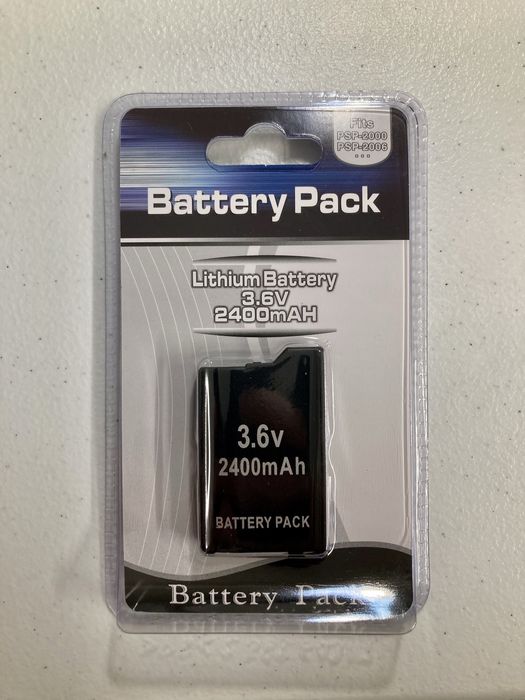 Fits
PSP-2000
PSP-2006
Battery Pack
Lithium Battery
3.6V
2400mAH
3.6v
2400mAh
BATTERY PACK
Battery Pack